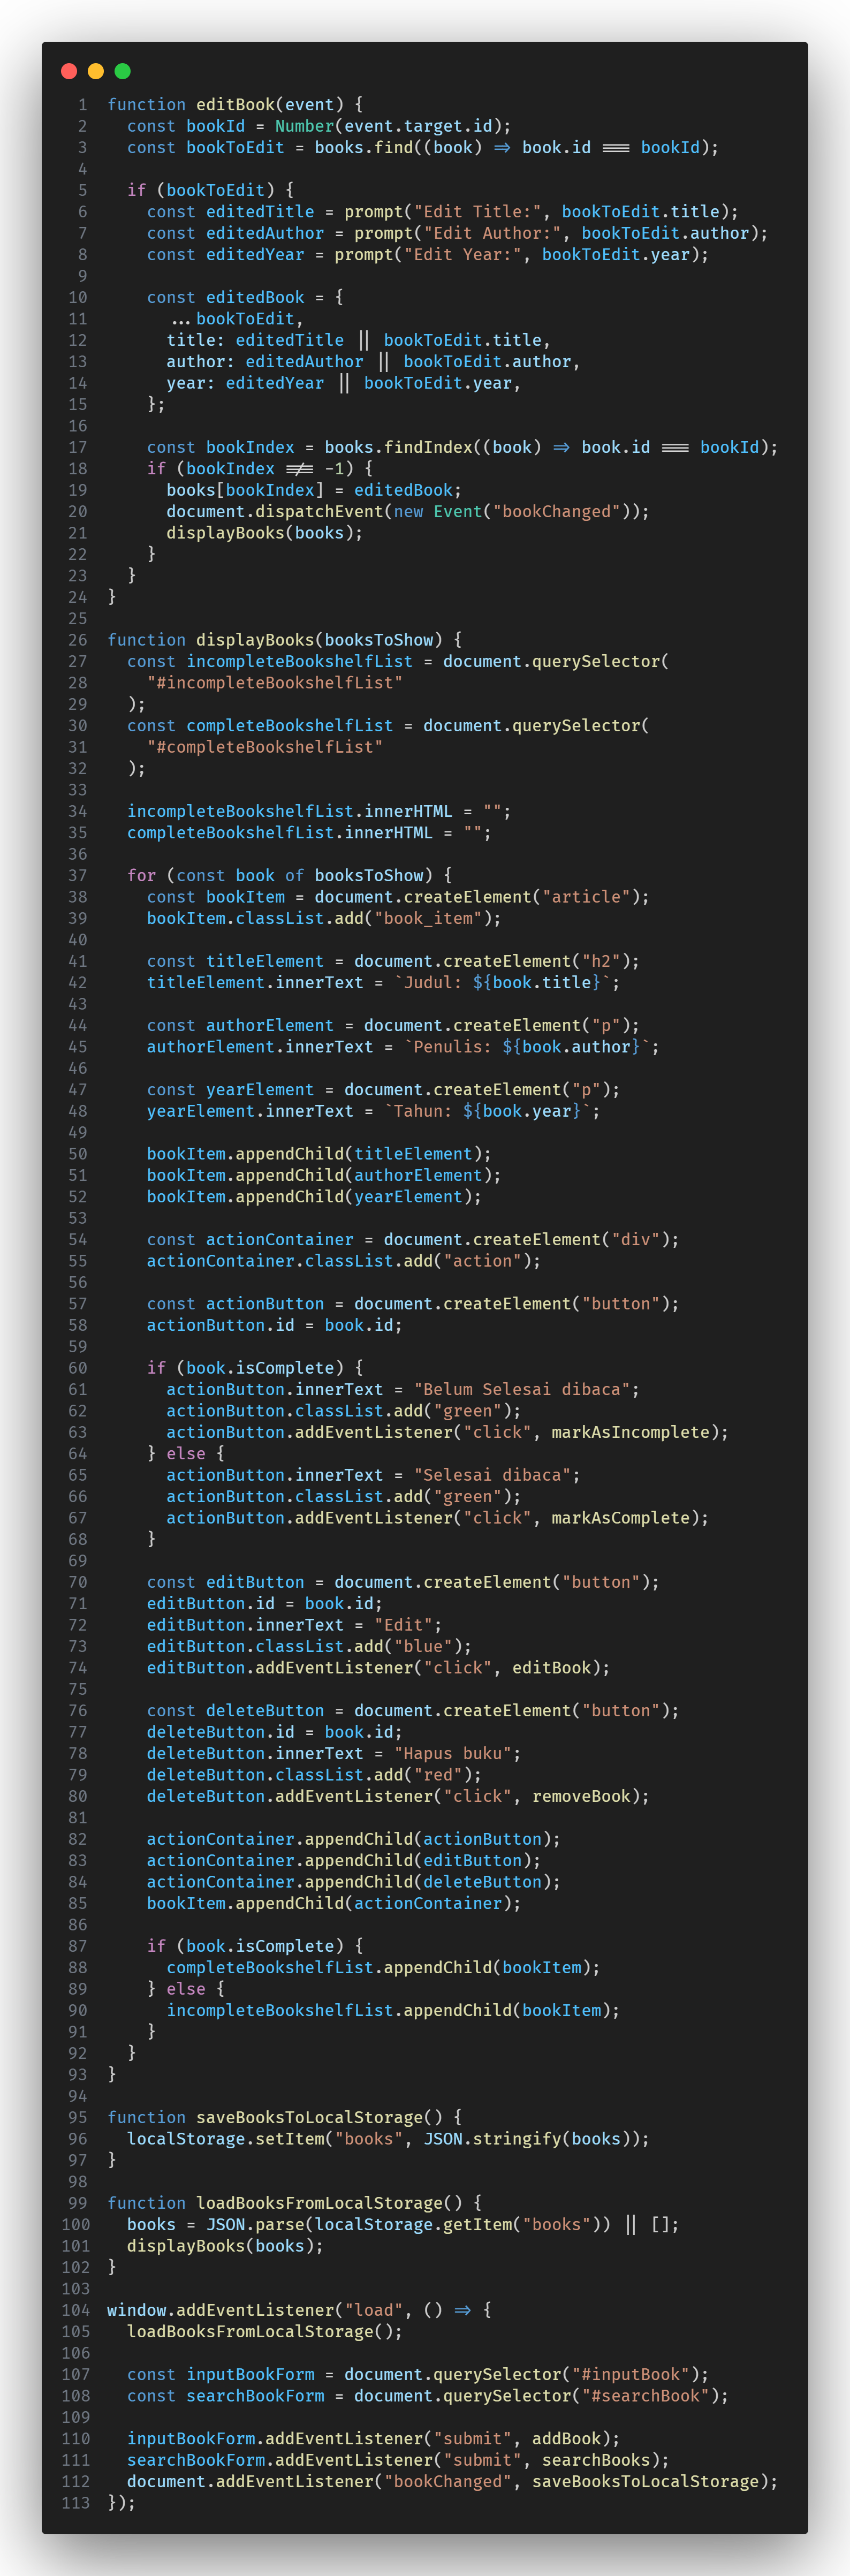 1 function editBook(event) {
2   const bookId = Number(event.target.id);
3   const bookToEdit = books.find((book) => book.id === bookId);
4
5   if (bookToEdit) {
6     const editedTitle = prompt("Edit Title:", bookToEdit.title);
7     const editedAuthor = prompt("Edit Author:", bookToEdit.author);
8     const editedYear = prompt("Edit Year:", bookToEdit.year);
9
10     const editedBook = {
11       ...bookToEdit,
12       title: editedTitle || bookToEdit.title,
13       author: editedAuthor || bookToEdit.author,
14       year: editedYear || bookToEdit.year,
15     };
16
17     const bookIndex = books.findIndex((book) => book.id === bookId);
18     if (bookIndex !== -1) {
19       books[bookIndex] = editedBook;
20       document.dispatchEvent(new Event("bookChanged"));
21       displayBooks(books);
22     }
23   }
24 }
25
26 function displayBooks(booksToShow) {
27   const incompleteBookshelfList = document.querySelector(
28     "#incompleteBookshelfList"
29   );
30   const completeBookshelfList = document.querySelector(
31     "#completeBookshelfList"
32   );
33
34   incompleteBookshelfList.innerHTML = "";
35   completeBookshelfList.innerHTML = "";
36
37   for (const book of booksToShow) {
38     const bookItem = document.createElement("article");
39     bookItem.classList.add("book_item");
40
41     const titleElement = document.createElement("h2");
42     titleElement.innerText = `Judul: ${book.title}`;
43
44     const authorElement = document.createElement("p");
45     authorElement.innerText = `Penulis: ${book.author}`;
46
47     const yearElement = document.createElement("p");
48     yearElement.innerText = `Tahun: ${book.year}`;
49
50     bookItem.appendChild(titleElement);
51     bookItem.appendChild(authorElement);
52     bookItem.appendChild(yearElement);
53
54     const actionContainer = document.createElement("div");
55     actionContainer.classList.add("action");
56
57     const actionButton = document.createElement("button");
58     actionButton.id = book.id;
59
60     if (book.isComplete) {
61       actionButton.innerText = "Belum Selesai dibaca";
62       actionButton.classList.add("green");
63       actionButton.addEventListener("click", markAsIncomplete);
64     } else {
65       actionButton.innerText = "Selesai dibaca";
66       actionButton.classList.add("green");
67       actionButton.addEventListener("click", markAsComplete);
68     }
69
70     const editButton = document.createElement("button");
71     editButton.id = book.id;
72     editButton.innerText = "Edit";
73     editButton.classList.add("blue");
74     editButton.addEventListener("click", editBook);
75
76     const deleteButton = document.createElement("button");
77     deleteButton.id = book.id;
78     deleteButton.innerText = "Hapus buku";
79     deleteButton.classList.add("red");
80     deleteButton.addEventListener("click", removeBook);
81
82     actionContainer.appendChild(actionButton);
83     actionContainer.appendChild(editButton);
84     actionContainer.appendChild(deleteButton);
85     bookItem.appendChild(actionContainer);
86
87     if (book.isComplete) {
88       completeBookshelfList.appendChild(bookItem);
89     } else {
90       incompleteBookshelfList.appendChild(bookItem);
91     }
92   }
93 }
94
95 function saveBooksToLocalStorage() {
96   localStorage.setItem("books", JSON.stringify(books));
97 }
98
99 function loadBooksFromLocalStorage() {
100   books = JSON.parse(localStorage.getItem("books")) || [];
101   displayBooks(books);
102 }
103
104 window.addEventListener("load", () => {
105   loadBooksFromLocalStorage();
106
107   const inputBookForm = document.querySelector("#inputBook");
108   const searchBookForm = document.querySelector("#searchBook");
109
110   inputBookForm.addEventListener("submit", addBook);
111   searchBookForm.addEventListener("submit", searchBooks);
112   document.addEventListener("bookChanged", saveBooksToLocalStorage);
113 });